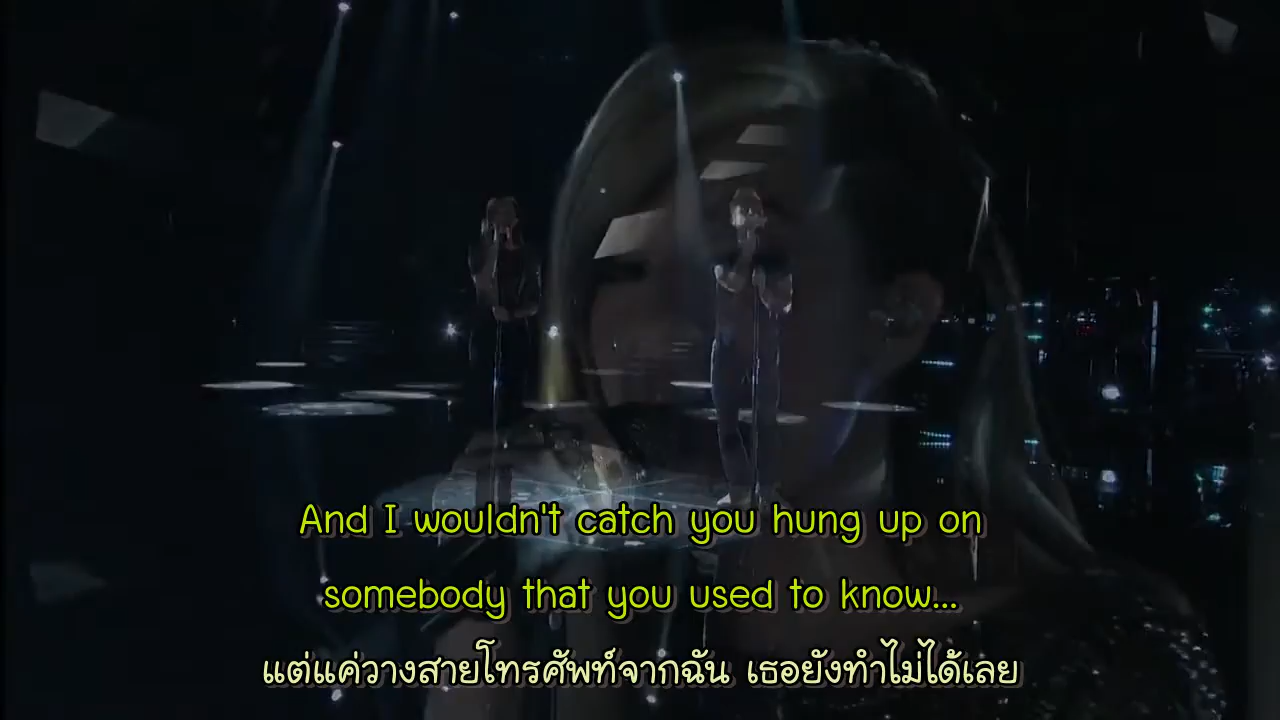 And I wouldn't catch you hung up on
somebody that you used to know...
แต่แค่วางสายโทรศัพท์จากฉัน เธอยังทำไม่ได้เลย